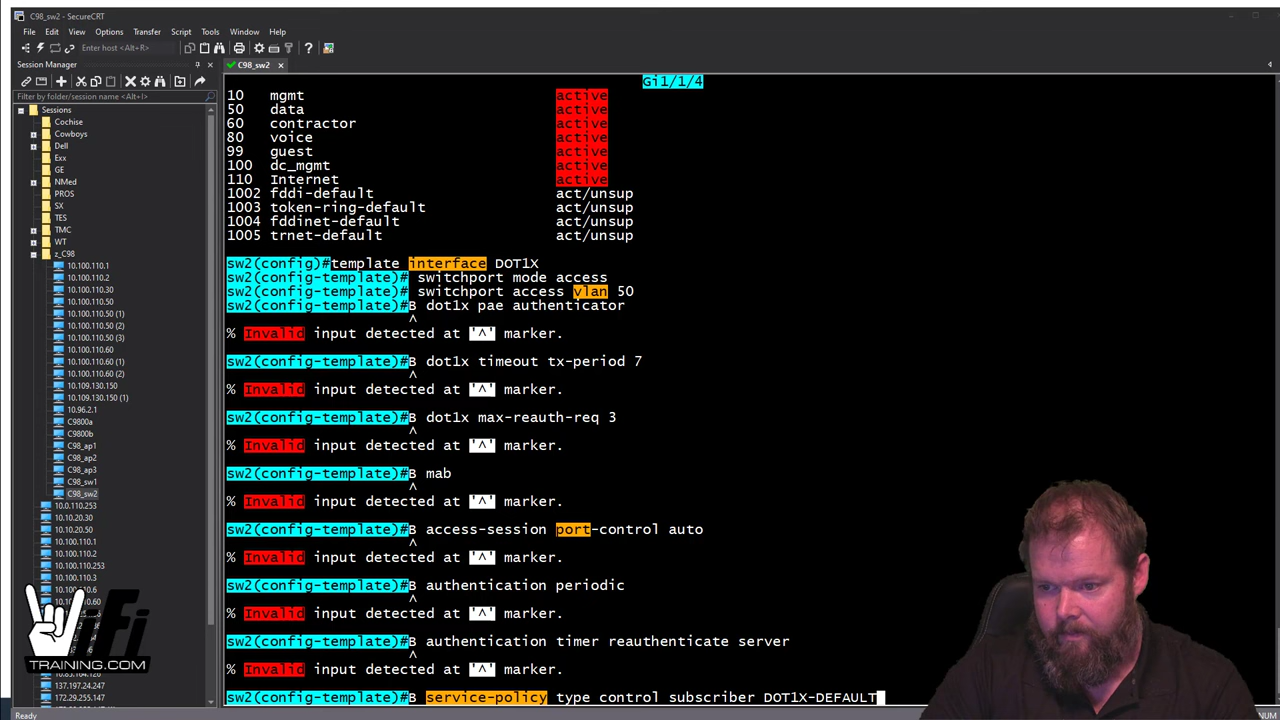 C98_sw2 - SecureCRT
File Edit View Options Transfer Script Tools Window Help
Enter host <Alt+R>
Session Manager
C98_sw2
Filter by folder/session name <Alt+I>
Sessions
Cochise
Cowboys
Dell
Exx
GE
NMed
PROS
SX
TES
TMC
WT
z_C98
10.100.110.1
10.100.110.2
10.100.110.30
10.100.110.50
10.100.110.50 (1)
10.100.110.50 (2)
10.100.110.50 (3)
10.100.110.60
10.100.110.60 (1)
10.100.110.60 (2)
10.109.130.150
10.109.130.150 (1)
10.96.2.1
C9800a
C9800b
C98_ap1
C98_ap2
C98_ap3
C98_sw1
C98_sw2
10.0.110.253
10.10.20.30
10.10.20.50
10.100.110.1
10.100.110.2
10.100.110.253
10.100.110.3
137.197.24.247
172.29.255.147
Ready
WiFi
TRAINING.COM
Gi1/1/4
10 mgmt active
50 data active
60 contractor active
80 voice active
99 guest active
100 dc_mgmt active
110 Internet active
1002 fddi-default act/unsup
1003 token-ring-default act/unsup
1004 fddinet-default act/unsup
1005 trnet-default act/unsup
sw2(config)#template interface DOT1X
sw2(config-template)# switchport mode access
sw2(config-template)# switchport access vlan 50
sw2(config-template)#B dot1x pae authenticator
^
% Invalid input detected at '^' marker.
sw2(config-template)#B dot1x timeout tx-period 7
^
% Invalid input detected at '^' marker.
sw2(config-template)#B dot1x max-reauth-req 3
^
% Invalid input detected at '^' marker.
sw2(config-template)#B mab
^
% Invalid input detected at '^' marker.
sw2(config-template)#B access-session port-control auto
^
% Invalid input detected at '^' marker.
sw2(config-template)#B authentication periodic
^
% Invalid input detected at '^' marker.
sw2(config-template)#B authentication timer reauthenticate server
^
% Invalid input detected at '^' marker.
sw2(config-template)#B service-policy type control subscriber DOT1X-DEFAULT
NUM